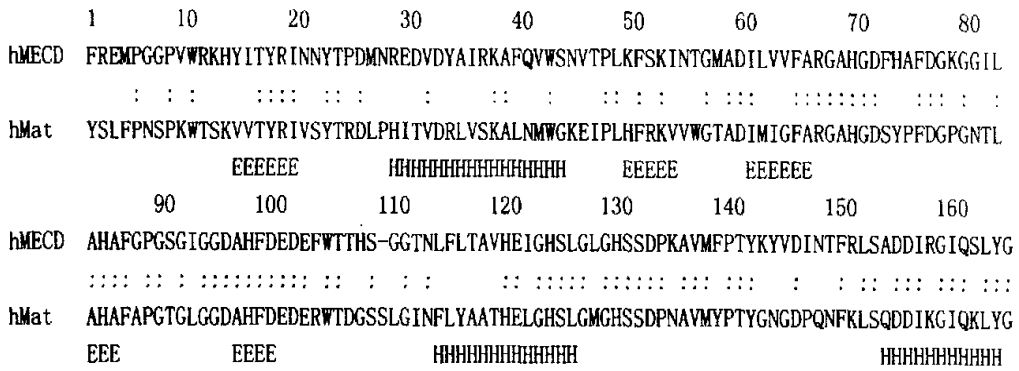 1 10 20 30 40 50 60 70 80
hMECD FREMPGGPVWRKHYITYRINNYTPDMNREDVDYAIRKAFQVWSNVTPLKFSKINTGMADILVVFARGAHGDFHAFDGKGGIL
: : : :::: :: : : :: : :: : : ::: ::::::: ::: : : :
hMat YSLFPNSPKWTSKVVTYRIVSYTRDLPHITVDRLVSKALNMWGKEIPLHFRKVVWGTADIMIGFARGAHGDSYPFDGPGNTL
EEEEEE HHHHHHHHHHHHHHHH EEEEE EEEEEE
90 100 110 120 130 140 150 160
hMECD AHAFGPGSGIGGDAHFDEDEFWTTHS-GGTNLFLTAVHEIGHSLGLGHSSDPKAVMFPTYKYVDINTFRLSADDIRGIQSLYG
:::: :: : :::::::: :: : : : :: :: :::: :::::: ::: ::: : : :: ::: ::: :::
hMat AHAFAPGTGLGGDAHFDEDERWTDGSSLGINFLYAATHELGHSLGMGHSSDPNAVMYPTYGNGDPQNFKLSQDDIKGIQKLYG
EEE EEEE HHHHHHHHHHHHH HHHHHHHHHHH